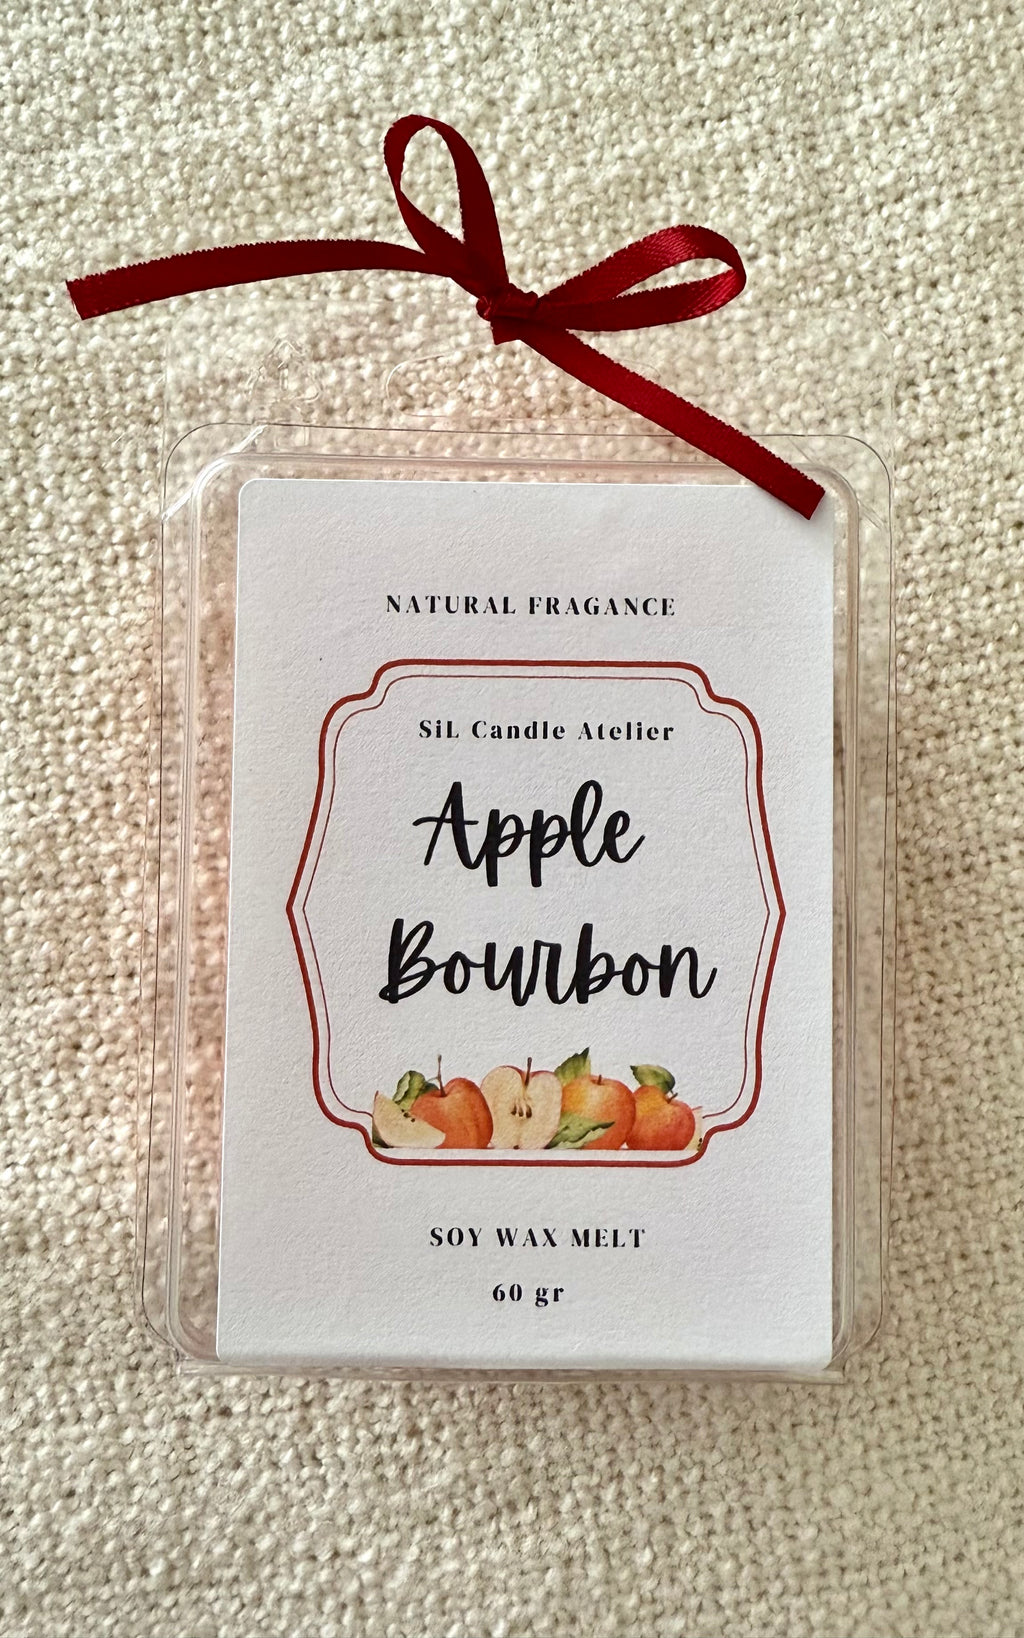 NATURAL FRAGANCE
SiL Candle Atelier
Apple
Bourbon
SOY WAX MELT
60 gr